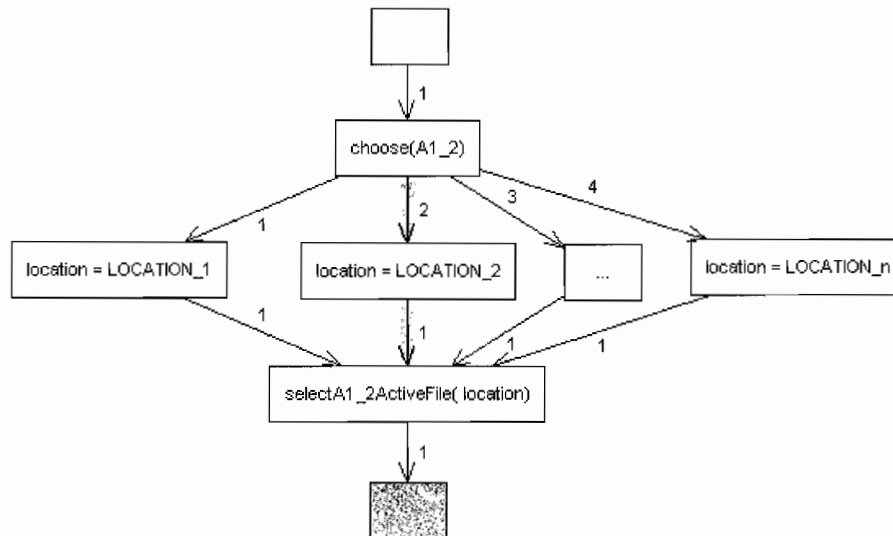 1
choose(A1_2)
1
2
3
4
location = LOCATION_1
location = LOCATION_2
...
location = LOCATION_n
1
1
1
1
selectA1_2ActiveFile( location)
1